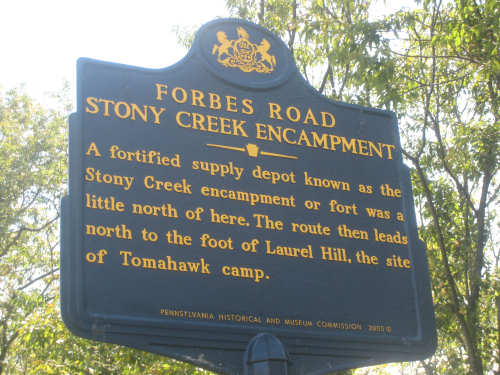 FORBES ROAD
STONY CREEK ENCAMPMENT
A fortified supply depot known as the
Stony Creek encampment or fort was a
little north of here. The route then leads
north to the foot of Laurel Hill, the site
of Tomahawk camp.
PENNSYLVANIA HISTORICAL AND MUSEUM COMMISSION 2005 ©